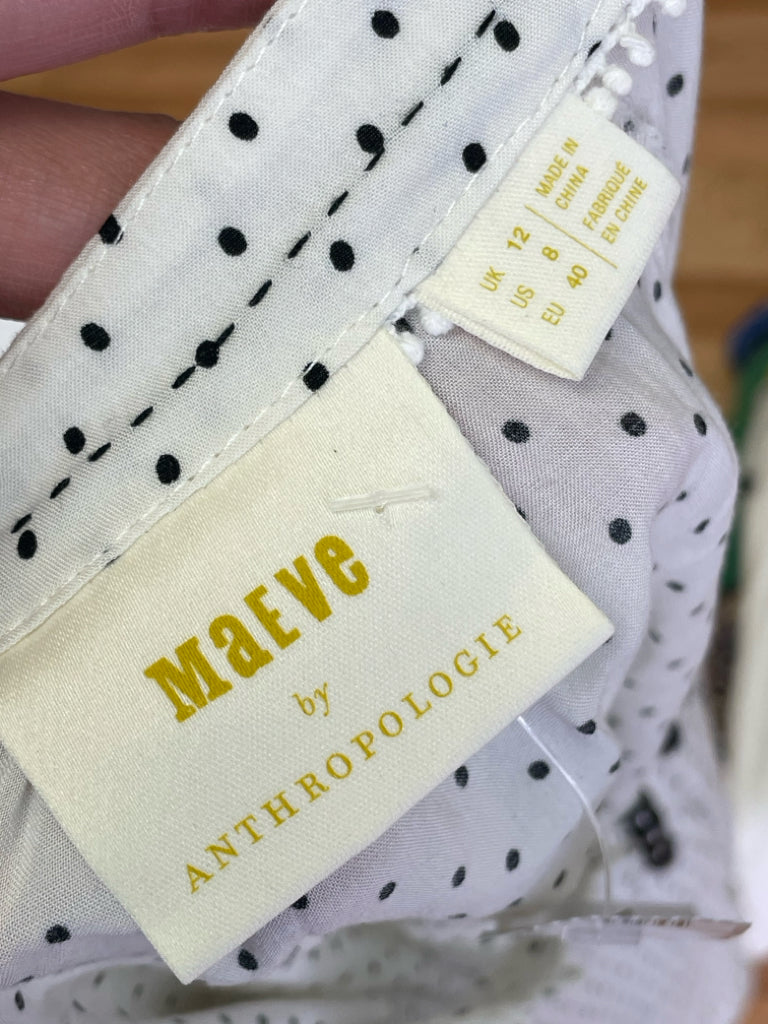 MaEVe
by
ANTHROPOLOGIE
UK 12
US 8
EU 40
MADE IN
CHINA
FABRIQUÉ
EN CHINE